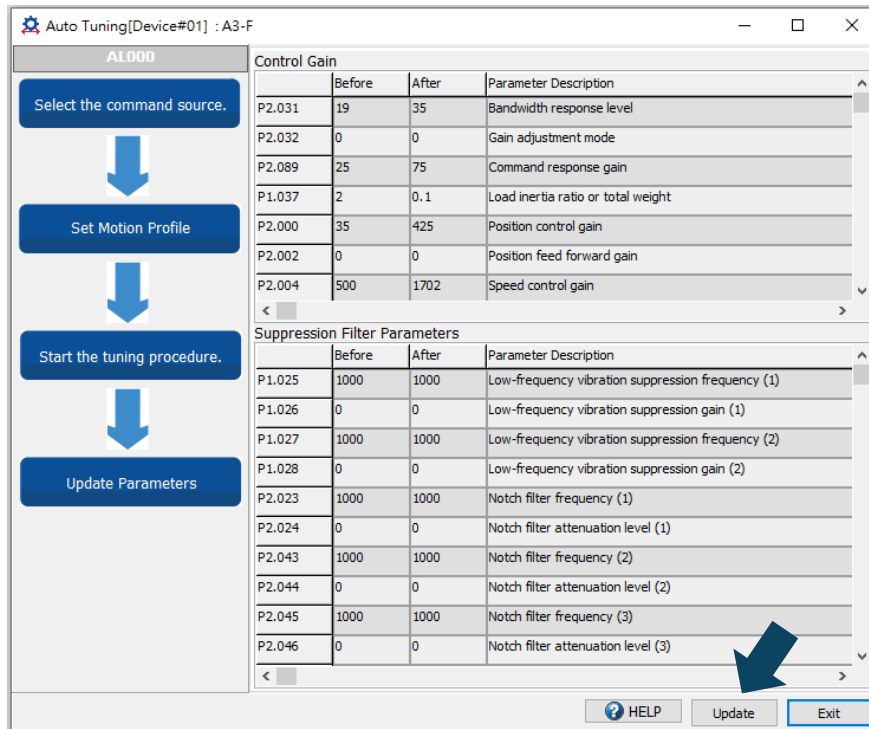 Auto Tuning[Device#01] : A3-F
AL000
Select the command source.
Set Motion Profile
Start the tuning procedure.
Update Parameters
Control Gain
Before After Parameter Description
P2.031 19 35 Bandwidth response level
P2.032 0 0 Gain adjustment mode
P2.089 25 75 Command response gain
P1.037 2 0.1 Load inertia ratio or total weight
P2.000 35 425 Position control gain
P2.002 0 0 Position feed forward gain
P2.004 500 1702 Speed control gain
Suppression Filter Parameters
Before After Parameter Description
P1.025 1000 1000 Low-frequency vibration suppression frequency (1)
P1.026 0 0 Low-frequency vibration suppression gain (1)
P1.027 1000 1000 Low-frequency vibration suppression frequency (2)
P1.028 0 0 Low-frequency vibration suppression gain (2)
P2.023 1000 1000 Notch filter frequency (1)
P2.024 0 0 Notch filter attenuation level (1)
P2.043 1000 1000 Notch filter frequency (2)
P2.044 0 0 Notch filter attenuation level (2)
P2.045 1000 1000 Notch filter frequency (3)
P2.046 0 0 Notch filter attenuation level (3)
HELP Update Exit